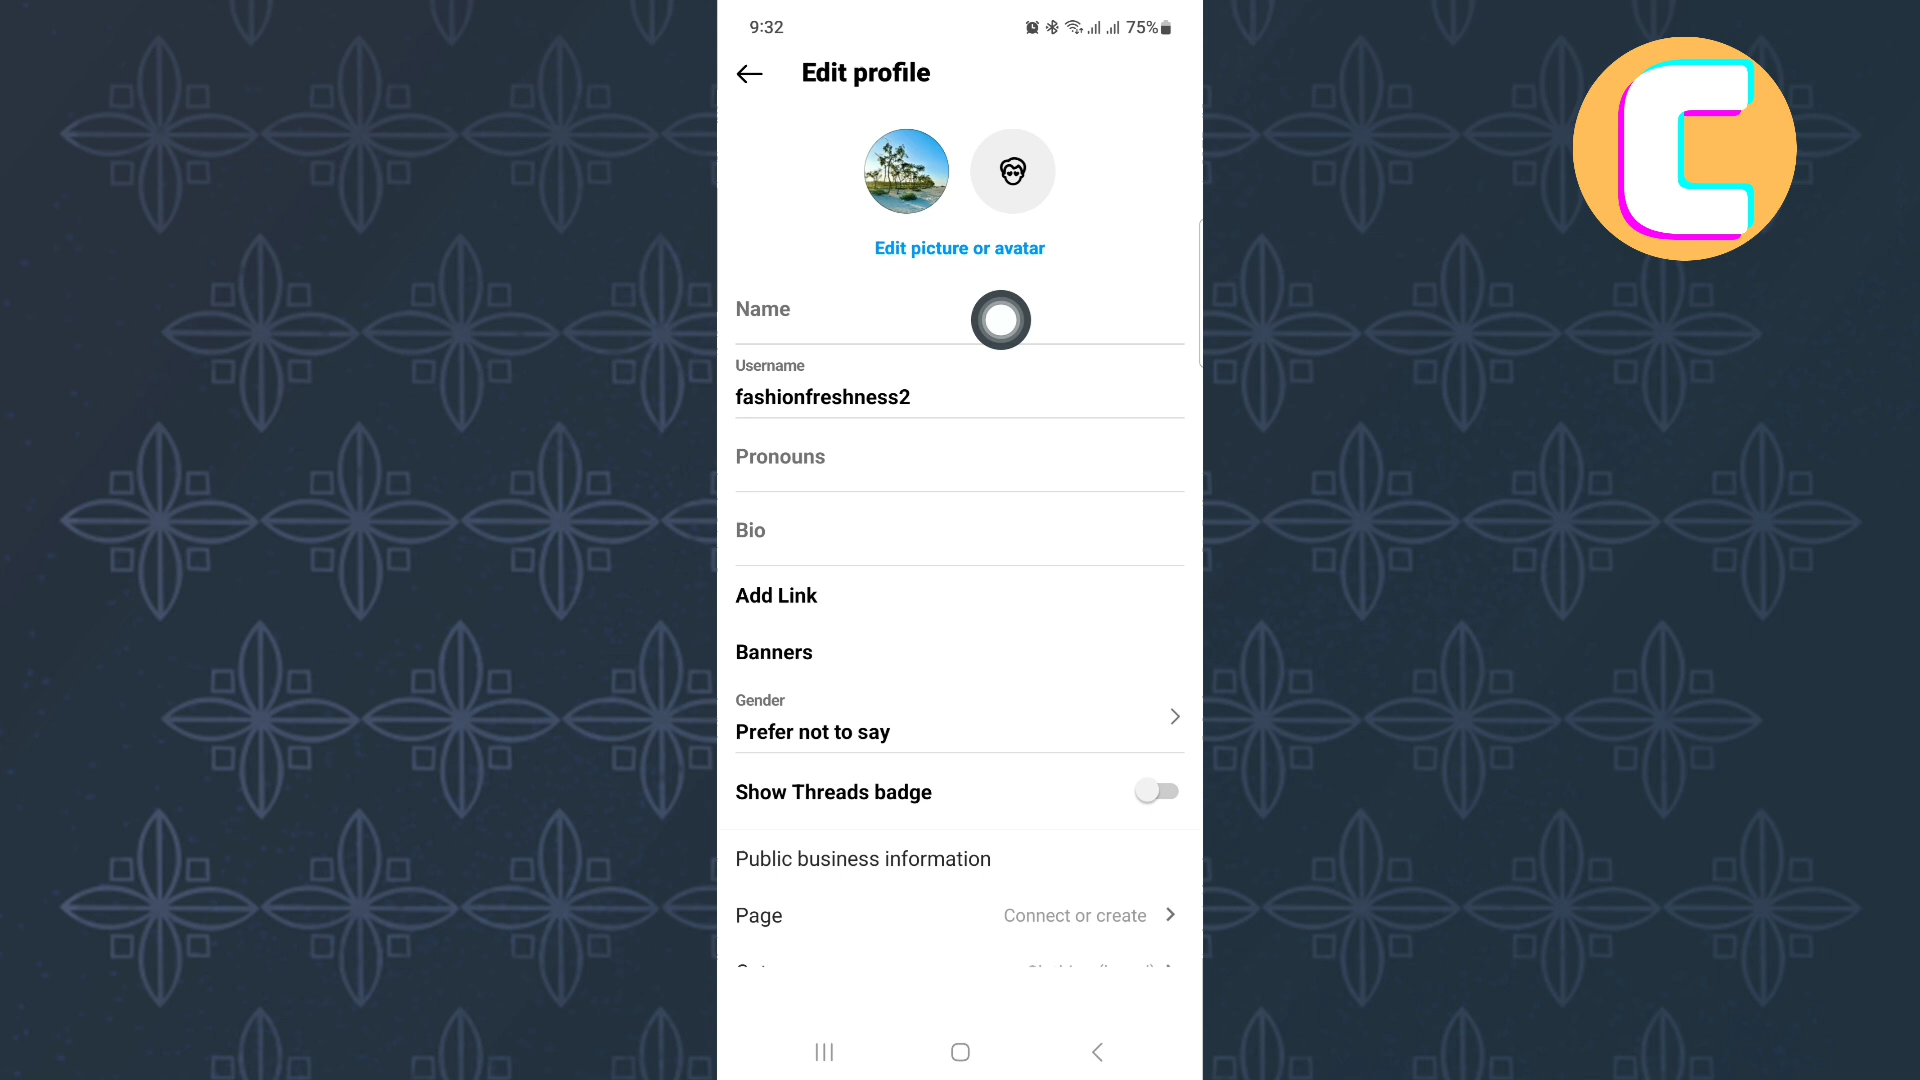 9:32
75%
Edit profile
Edit picture or avatar
Name
Username
fashionfreshness2
Pronouns
Bio
Add Link
Banners
Gender
Prefer not to say
Show Threads badge
Public business information
Page
Connect or create
C